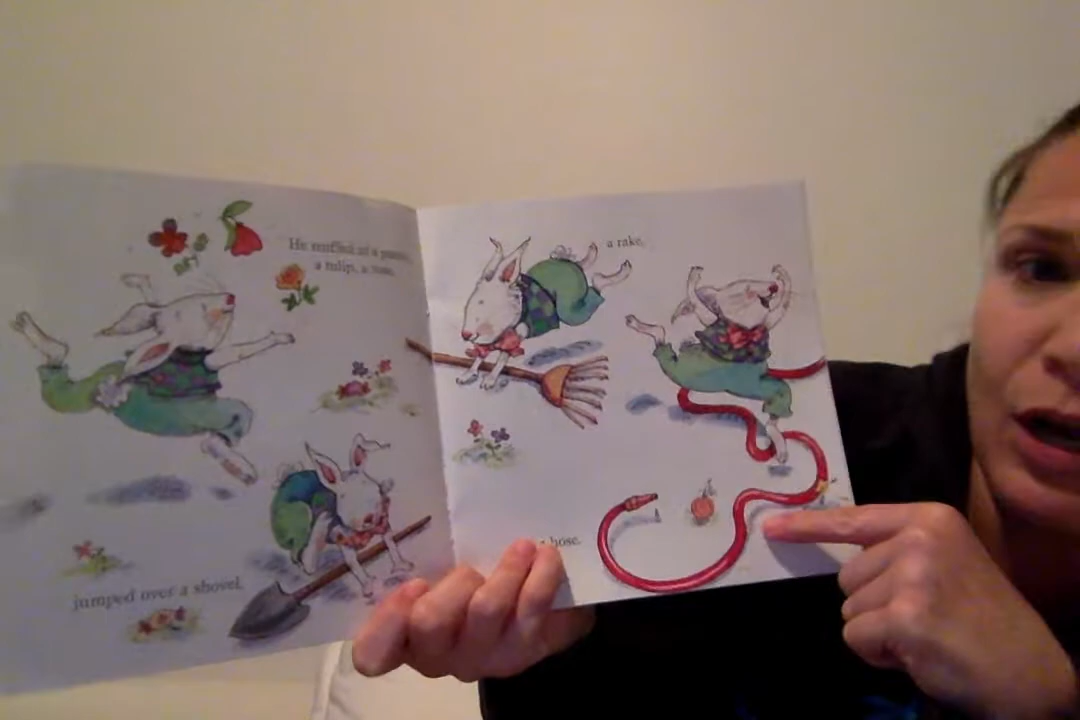 He sniffed at a
a tulip, a rose,
jumped over a shovel,
a rake,
hose.